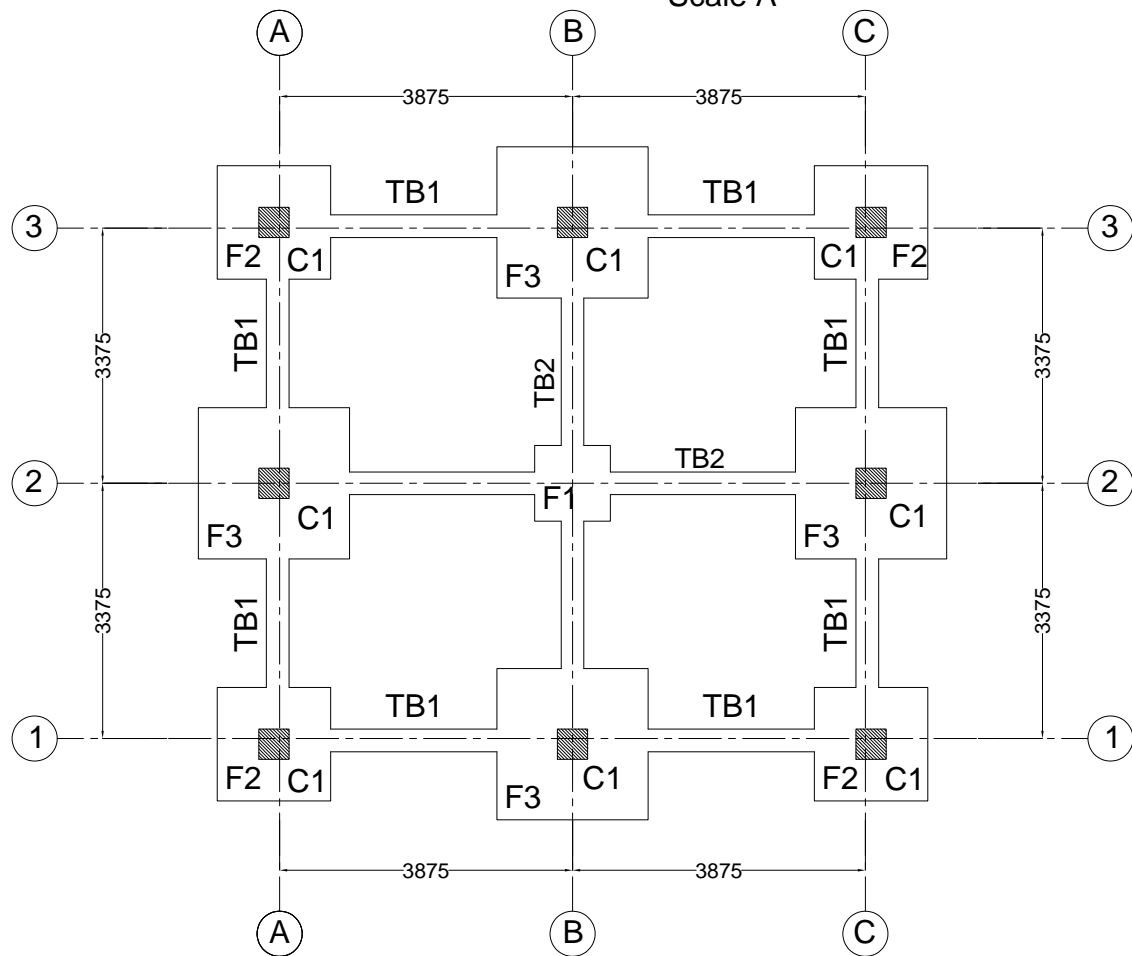 Scale A
A B C
3875 3875
TB1 TB1
3 3
F2 C1 C1 C1 F2
F3
TB1 TB1
3375 3375
TB2
TB2
2 2
F1
C1 C1
F3 F3
TB1 TB1
3375 3375
TB1 TB1
1 1
F2 C1 C1 F2 C1
F3
3875 3875
A B C